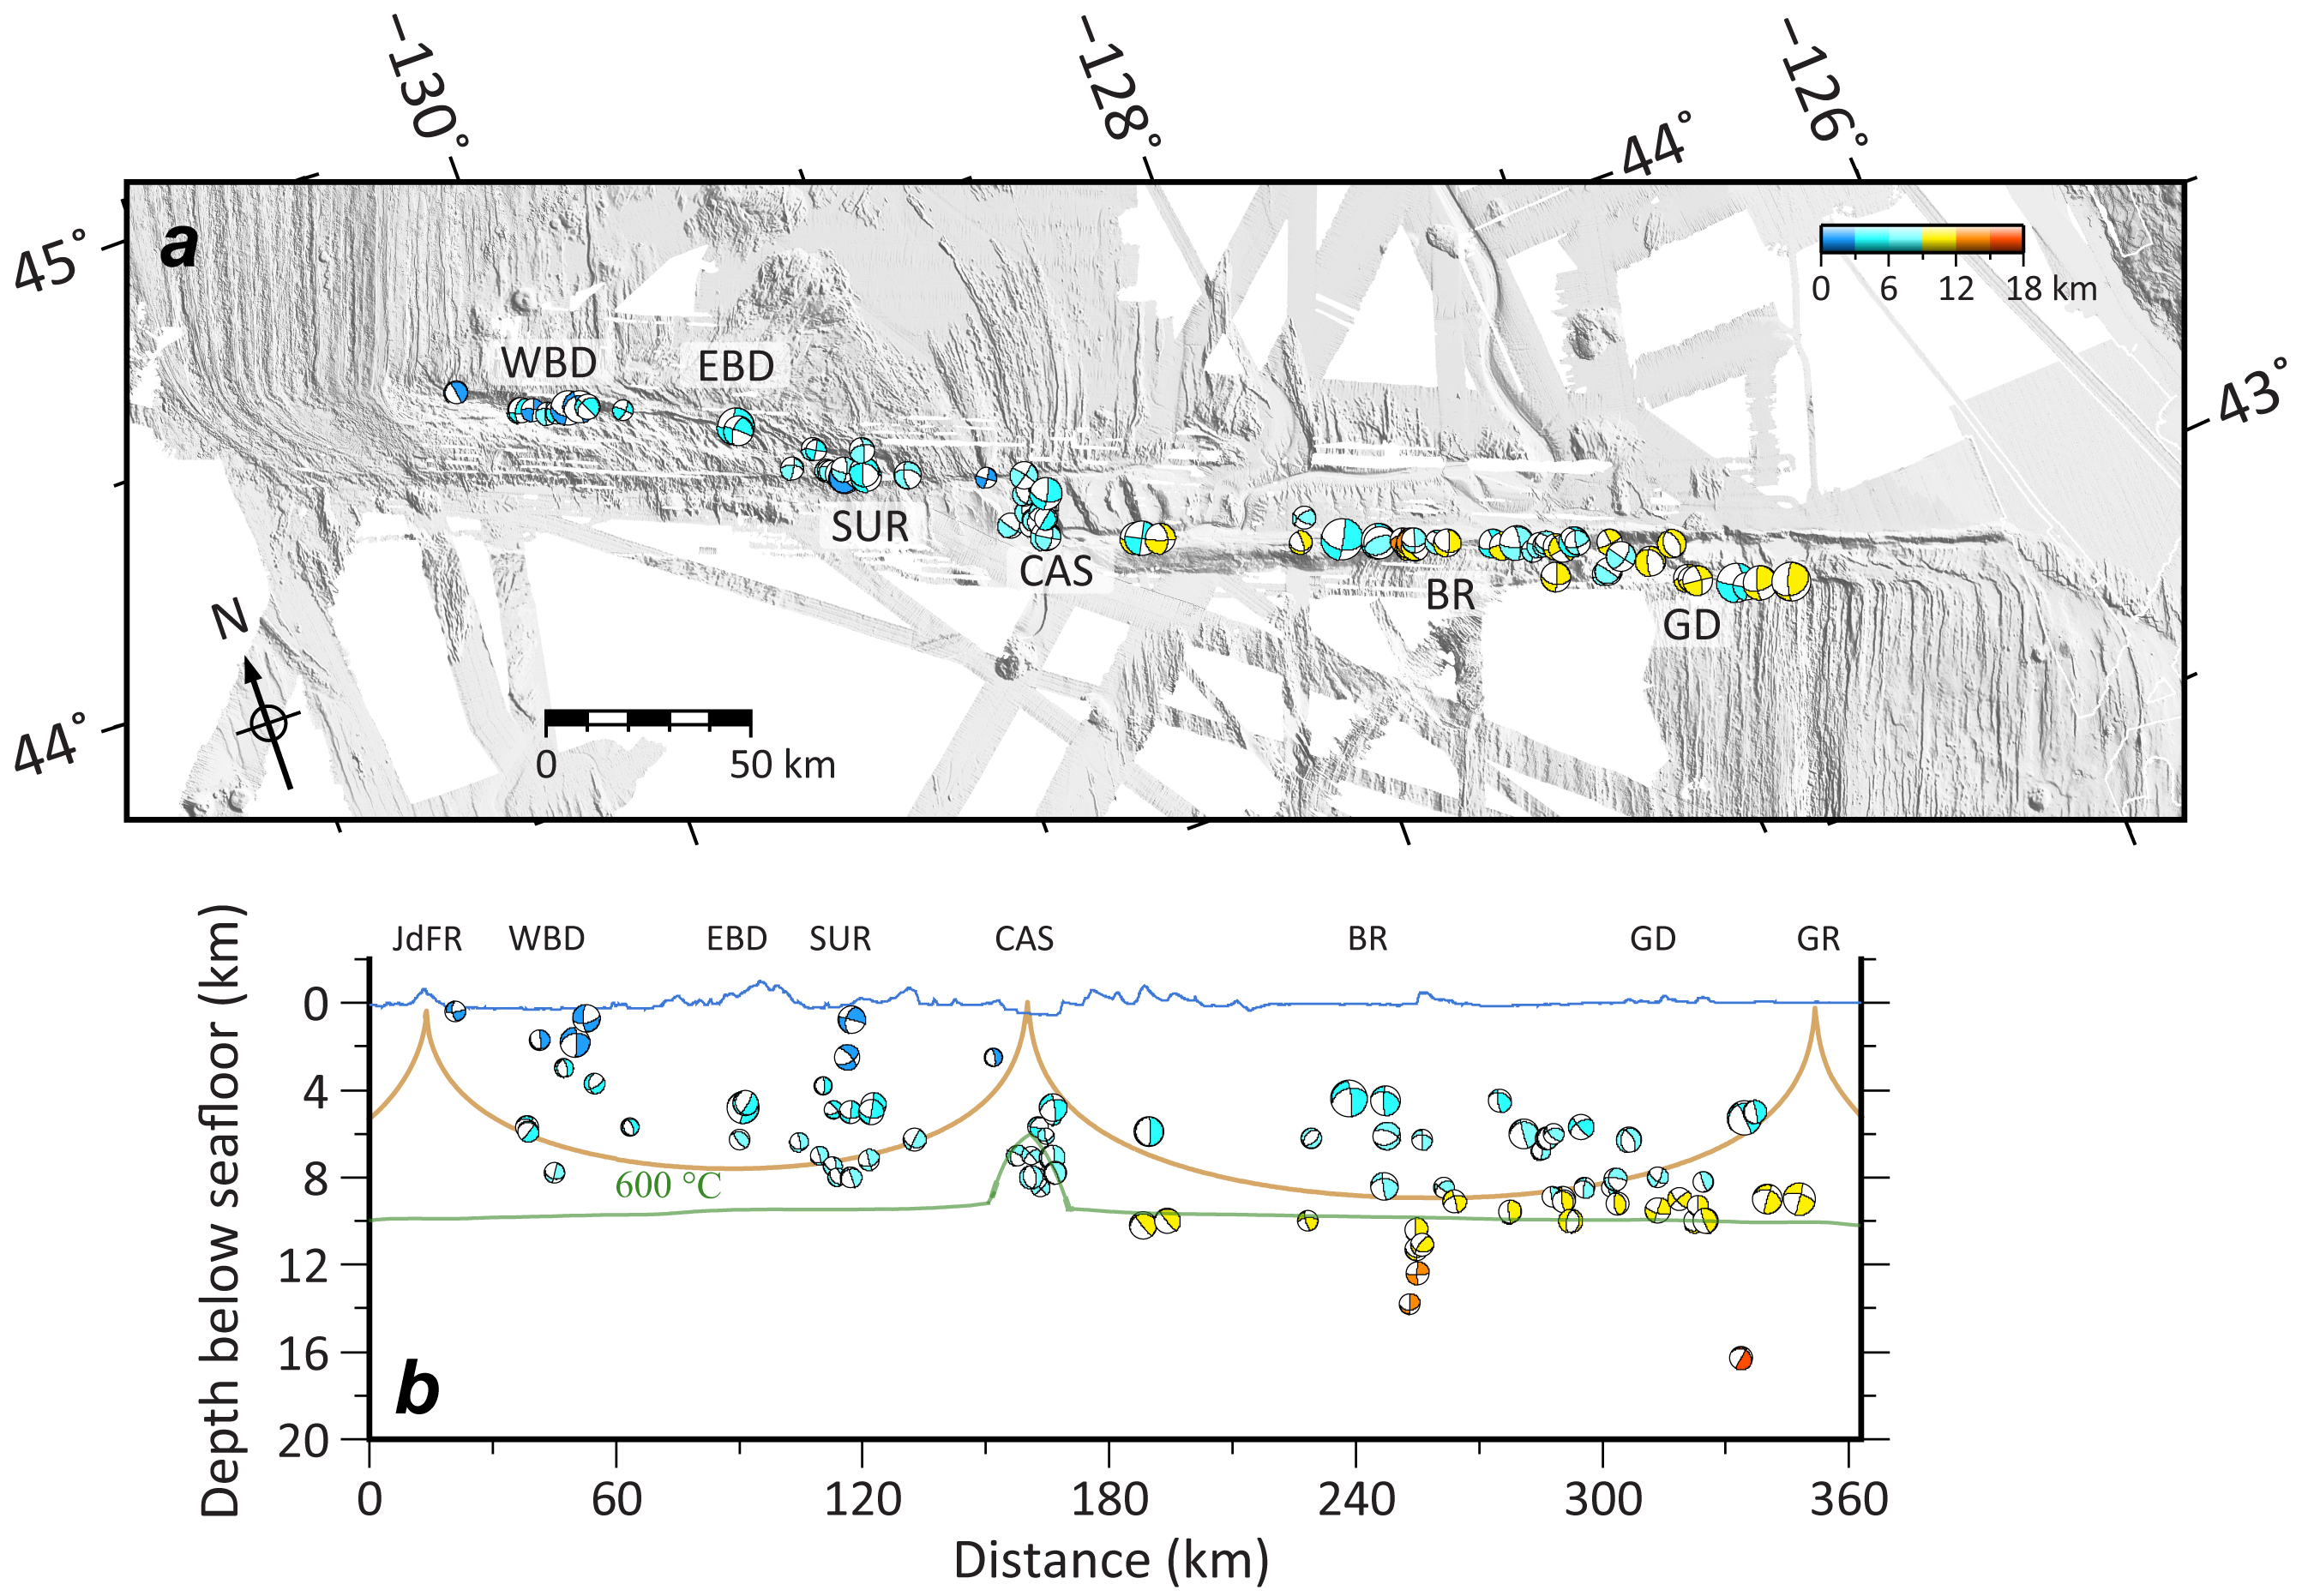 −130°
−128°
−126°
44°
45°
a
0 6 12 18 km
WBD
EBD
43°
SUR
CAS
BR
GD
N
44°
0 50 km
JdFR WBD EBD SUR CAS BR GD GR
Depth below seafloor (km)
0
4
8
600 °C
12
16
b
20
0 60 120 180 240 300 360
Distance (km)